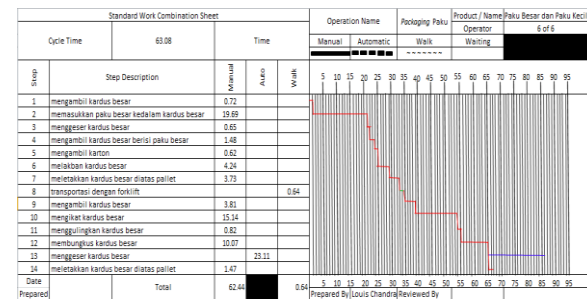 Standard Work Combination Sheet
Operation Name Packaging Paku Product / Name Paku Besar dan Paku Kecil
Operator 6 of 6
Cycle Time 63.08 Time
Manual Automatic Walk Waiting
Step Step Description Manual Auto Walk
5 10 15 20 25 30 35 40 45 50 55 60 65 70 75 80 85 90 95
1 mengambil kardus besar 0.72
2 memasukkan paku besar kedalam kardus besar 19.69
3 menggeser kardus besar 0.65
4 mengambil kardus besar berisi paku besar 1.48
5 mengambil karton 0.62
6 melakban kardus besar 4.24
7 meletakkan kardus besar diatas pallet 3.73
8 transportasi dengan forklift 0.64
9 mengambil kardus besar 3.81
10 mengikat kardus besar 15.14
11 menggulingkan kardus besar 0.82
12 membungkus kardus besar 10.07
13 menggeser kardus besar 23.11
14 meletakkan kardus besar diatas pallet 1.47
Date Prepared Total 62.44 0.64
5 10 15 20 25 30 35 40 45 50 55 60 65 70 75 80 85 90 95
Prepared By Louis Chandra Reviewed By